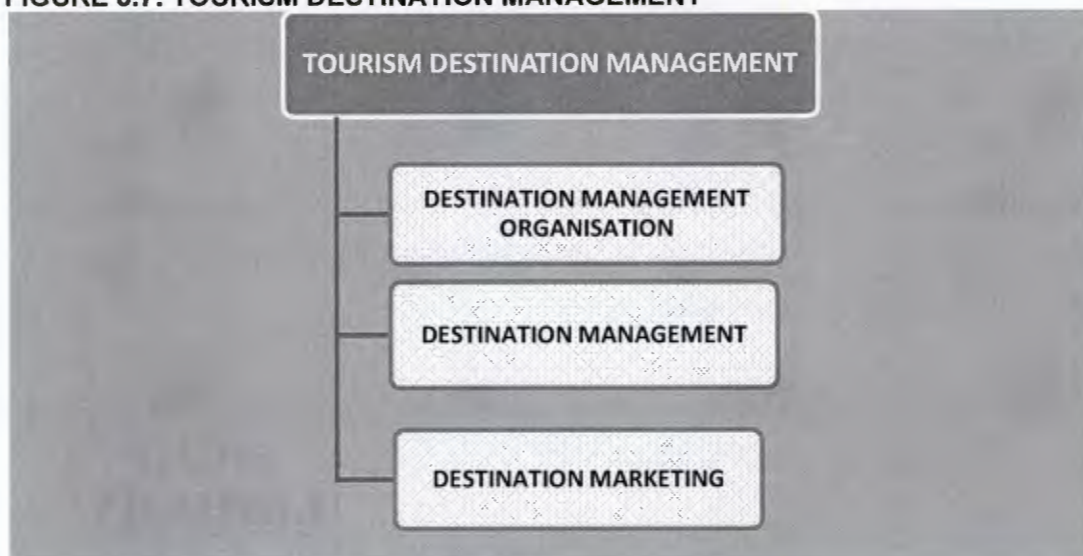 TOURISM DESTINATION MANAGEMENT
DESTINATION MANAGEMENT
ORGANISATION
DESTINATION MANAGEMENT
DESTINATION MARKETING